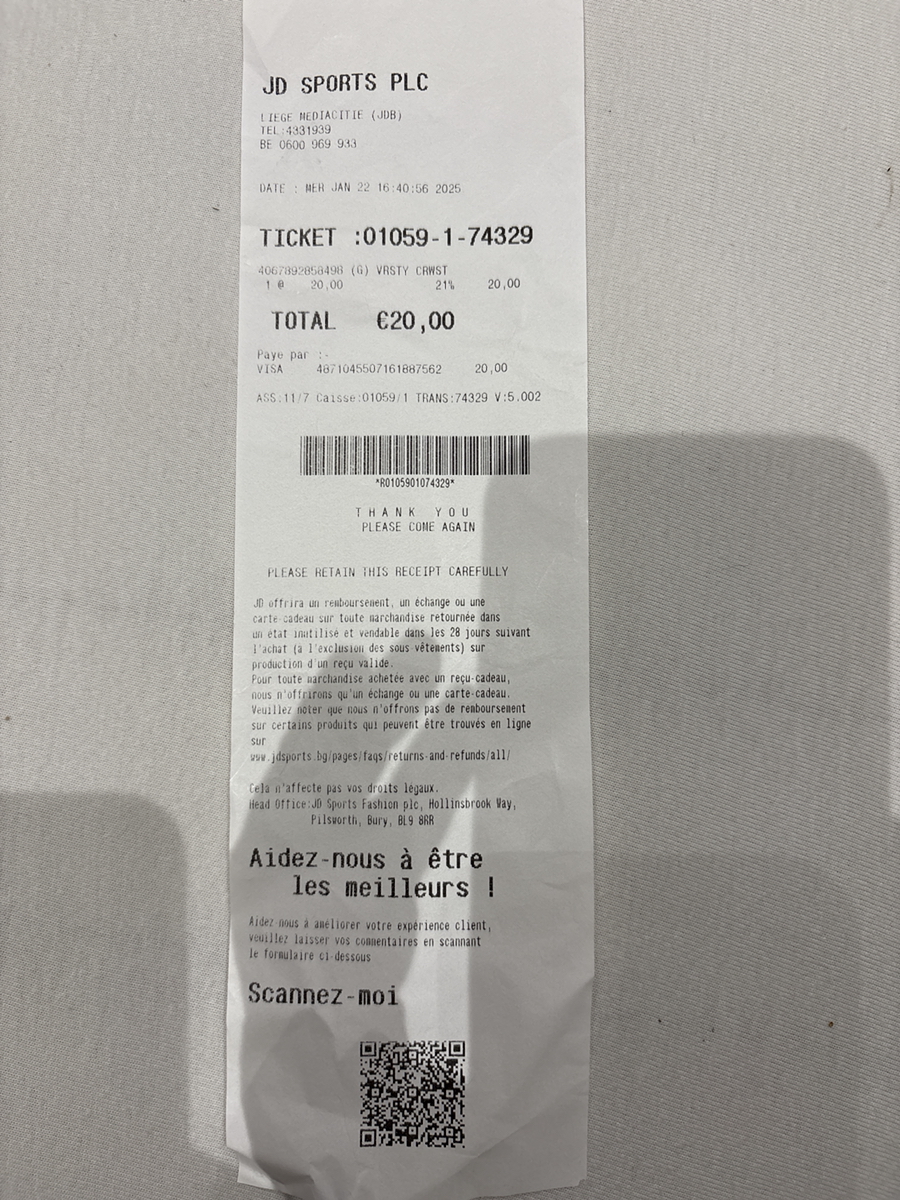 JD SPORTS PLC
LIEGE MEDIACITIE (JDB)
TEL:4331939
BE 0600 969 933
DATE : MER JAN 22 16:40:56 2025
TICKET :01059-1-74329
4067892858498 (G) VRSTY CRWST
1 @ 20,00 21% 20,00
TOTAL €20,00
Paye par :-
VISA 4871045507161887562 20,00
ASS:11/7 Caisse:01059/1 TRANS:74329 V:5.002
*R0105901074329*
THANK YOU
PLEASE COME AGAIN
PLEASE RETAIN THIS RECEIPT CAREFULLY
JD offrira un remboursement, un échange ou une
carte-cadeau sur toute marchandise retournée dans
un état inutilisé et vendable dans les 28 jours suivant
l'achat (à l'exclusion des sous-vêtements) sur
production d'un reçu valide.
Pour toute marchandise achetée avec un reçu-cadeau,
nous n'offrirons qu'un échange ou une carte-cadeau.
Veuillez noter que nous n'offrons pas de remboursement
sur certains produits qui peuvent être trouvés en ligne
sur
www.jdsports.bg/pages/faqs/returns-and-refunds/all/
Cela n'affecte pas vos droits légaux.
Head Office:JD Sports Fashion plc, Hollinsbrook Way,
Pilsworth, Bury, BL9 8RR
Aidez-nous à être
les meilleurs !
Aidez-nous à améliorer votre expérience client,
veuillez laisser vos commentaires en scannant
le formulaire ci-dessous
Scannez-moi